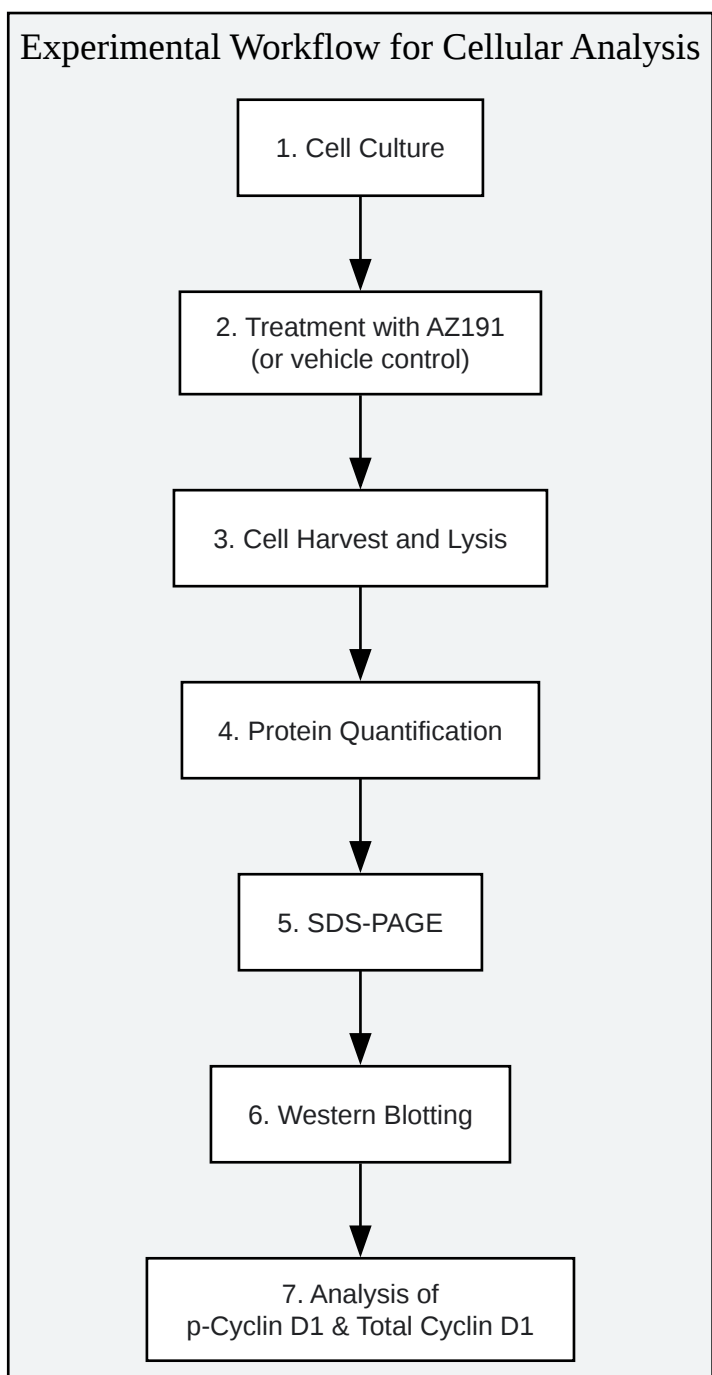 Experimental Workflow for Cellular Analysis
1. Cell Culture
2. Treatment with AZ191
(or vehicle control)
3. Cell Harvest and Lysis
4. Protein Quantification
5. SDS-PAGE
6. Western Blotting
7. Analysis of
p-Cyclin D1 & Total Cyclin D1